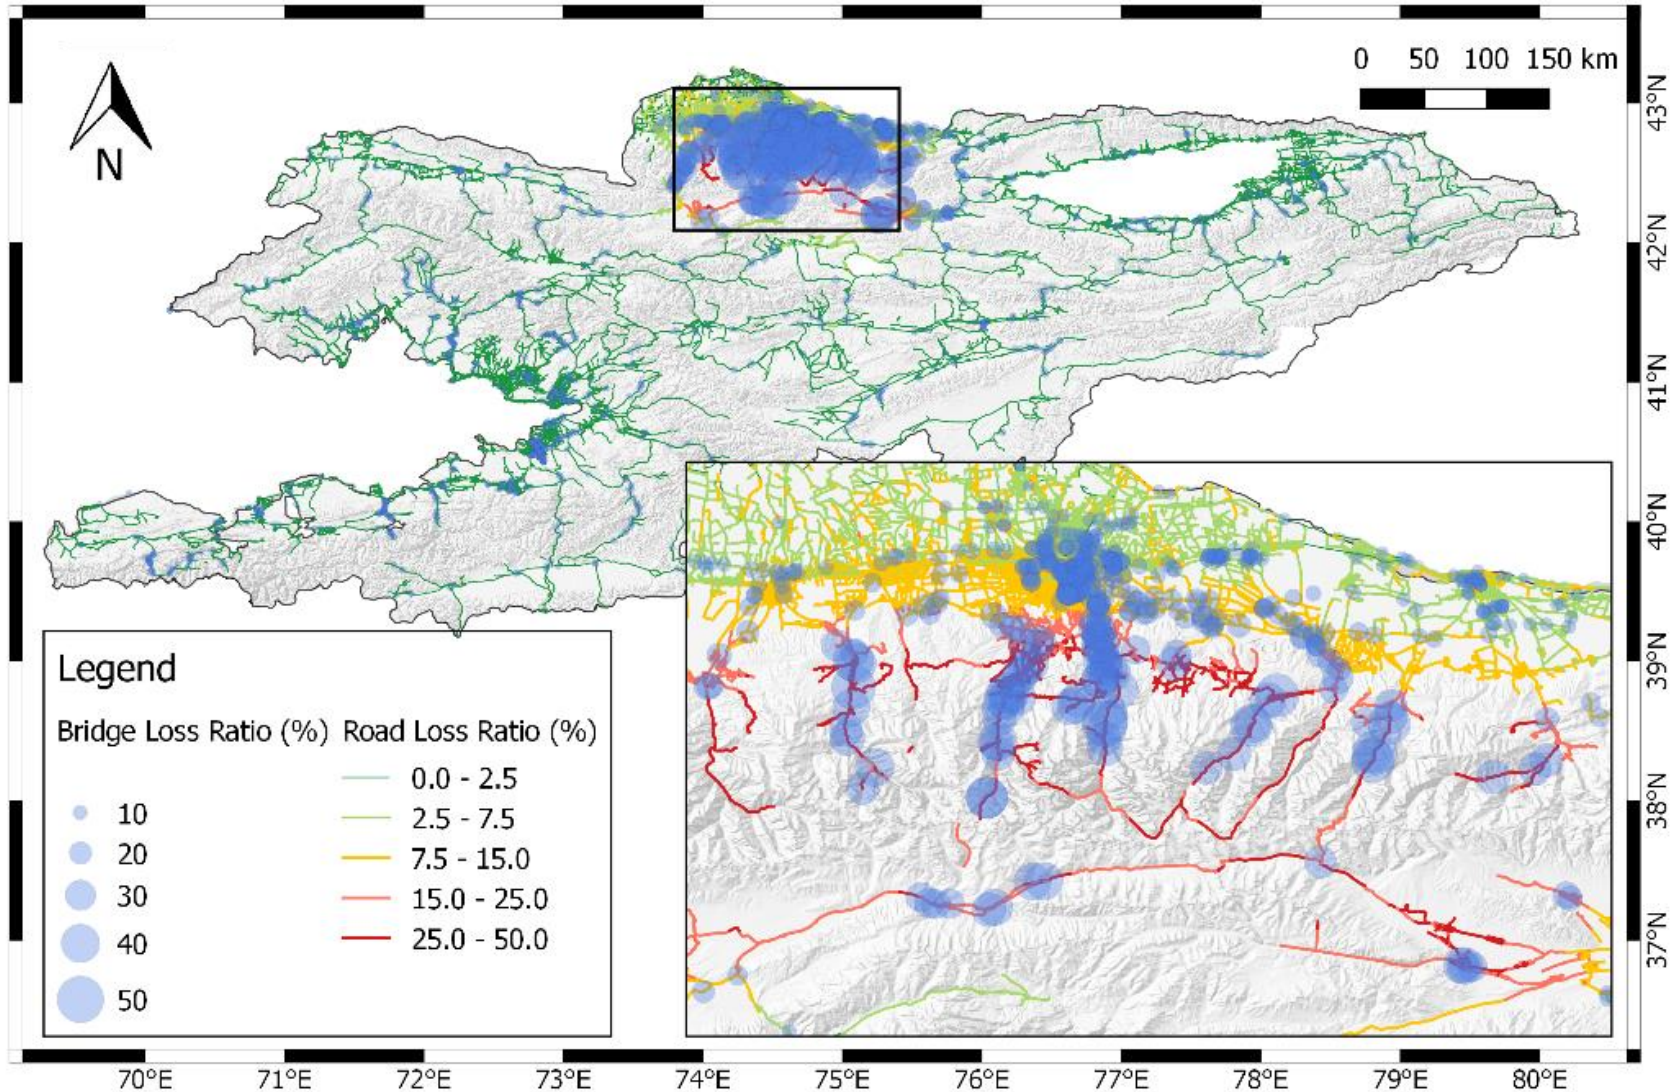 0 50 100 150 km
N
43°N
42°N
41°N
40°N
39°N
38°N
37°N
Legend
Bridge Loss Ratio (%) Road Loss Ratio (%)
0.0 - 2.5
10 2.5 - 7.5
20 7.5 - 15.0
30 15.0 - 25.0
40 25.0 - 50.0
50
70°E 71°E 72°E 73°E 74°E 75°E 76°E 77°E 78°E 79°E 80°E